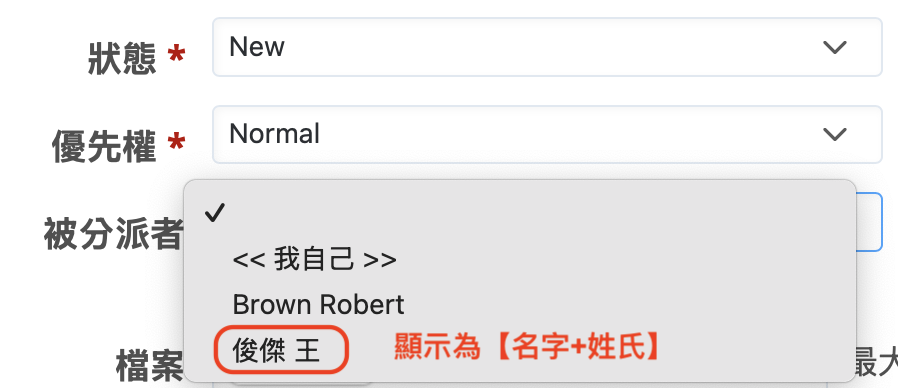 狀態 *
New
優先權 *
Normal
被分派者
✓
<< 我自己 >>
Brown Robert
俊傑 王
顯示為【名字+姓氏】
檔案
最大